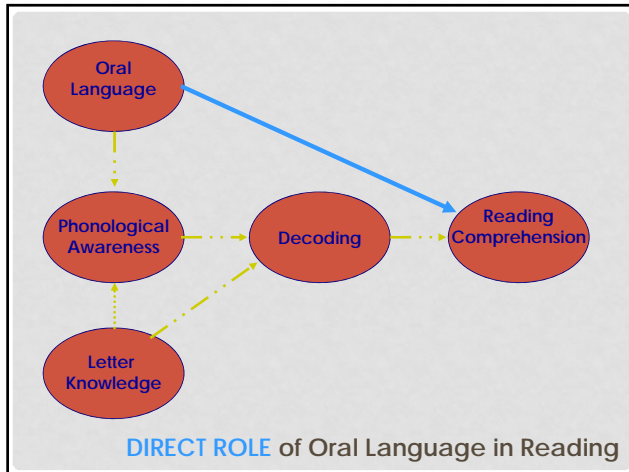 Oral
Language
Phonological
Awareness
Decoding
Reading
Comprehension
Letter
Knowledge
DIRECT ROLE of Oral Language in Reading